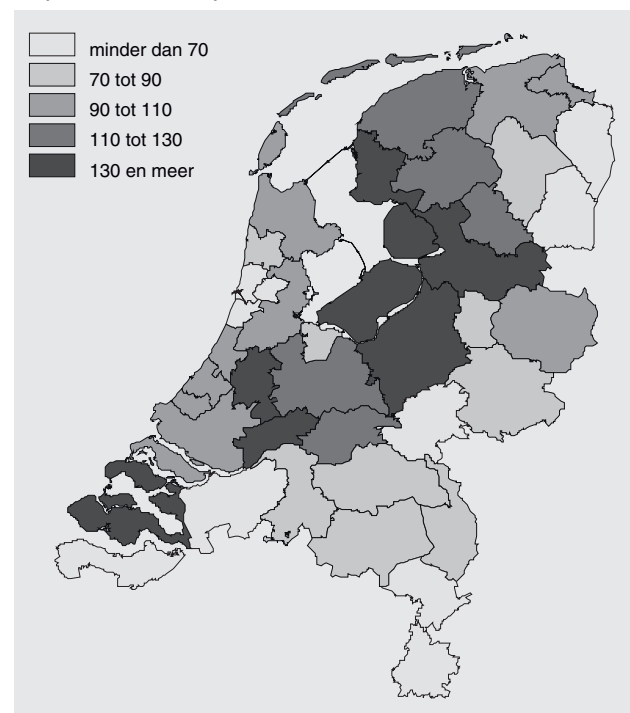 minder dan 70
70 tot 90
90 tot 110
110 tot 130
130 en meer